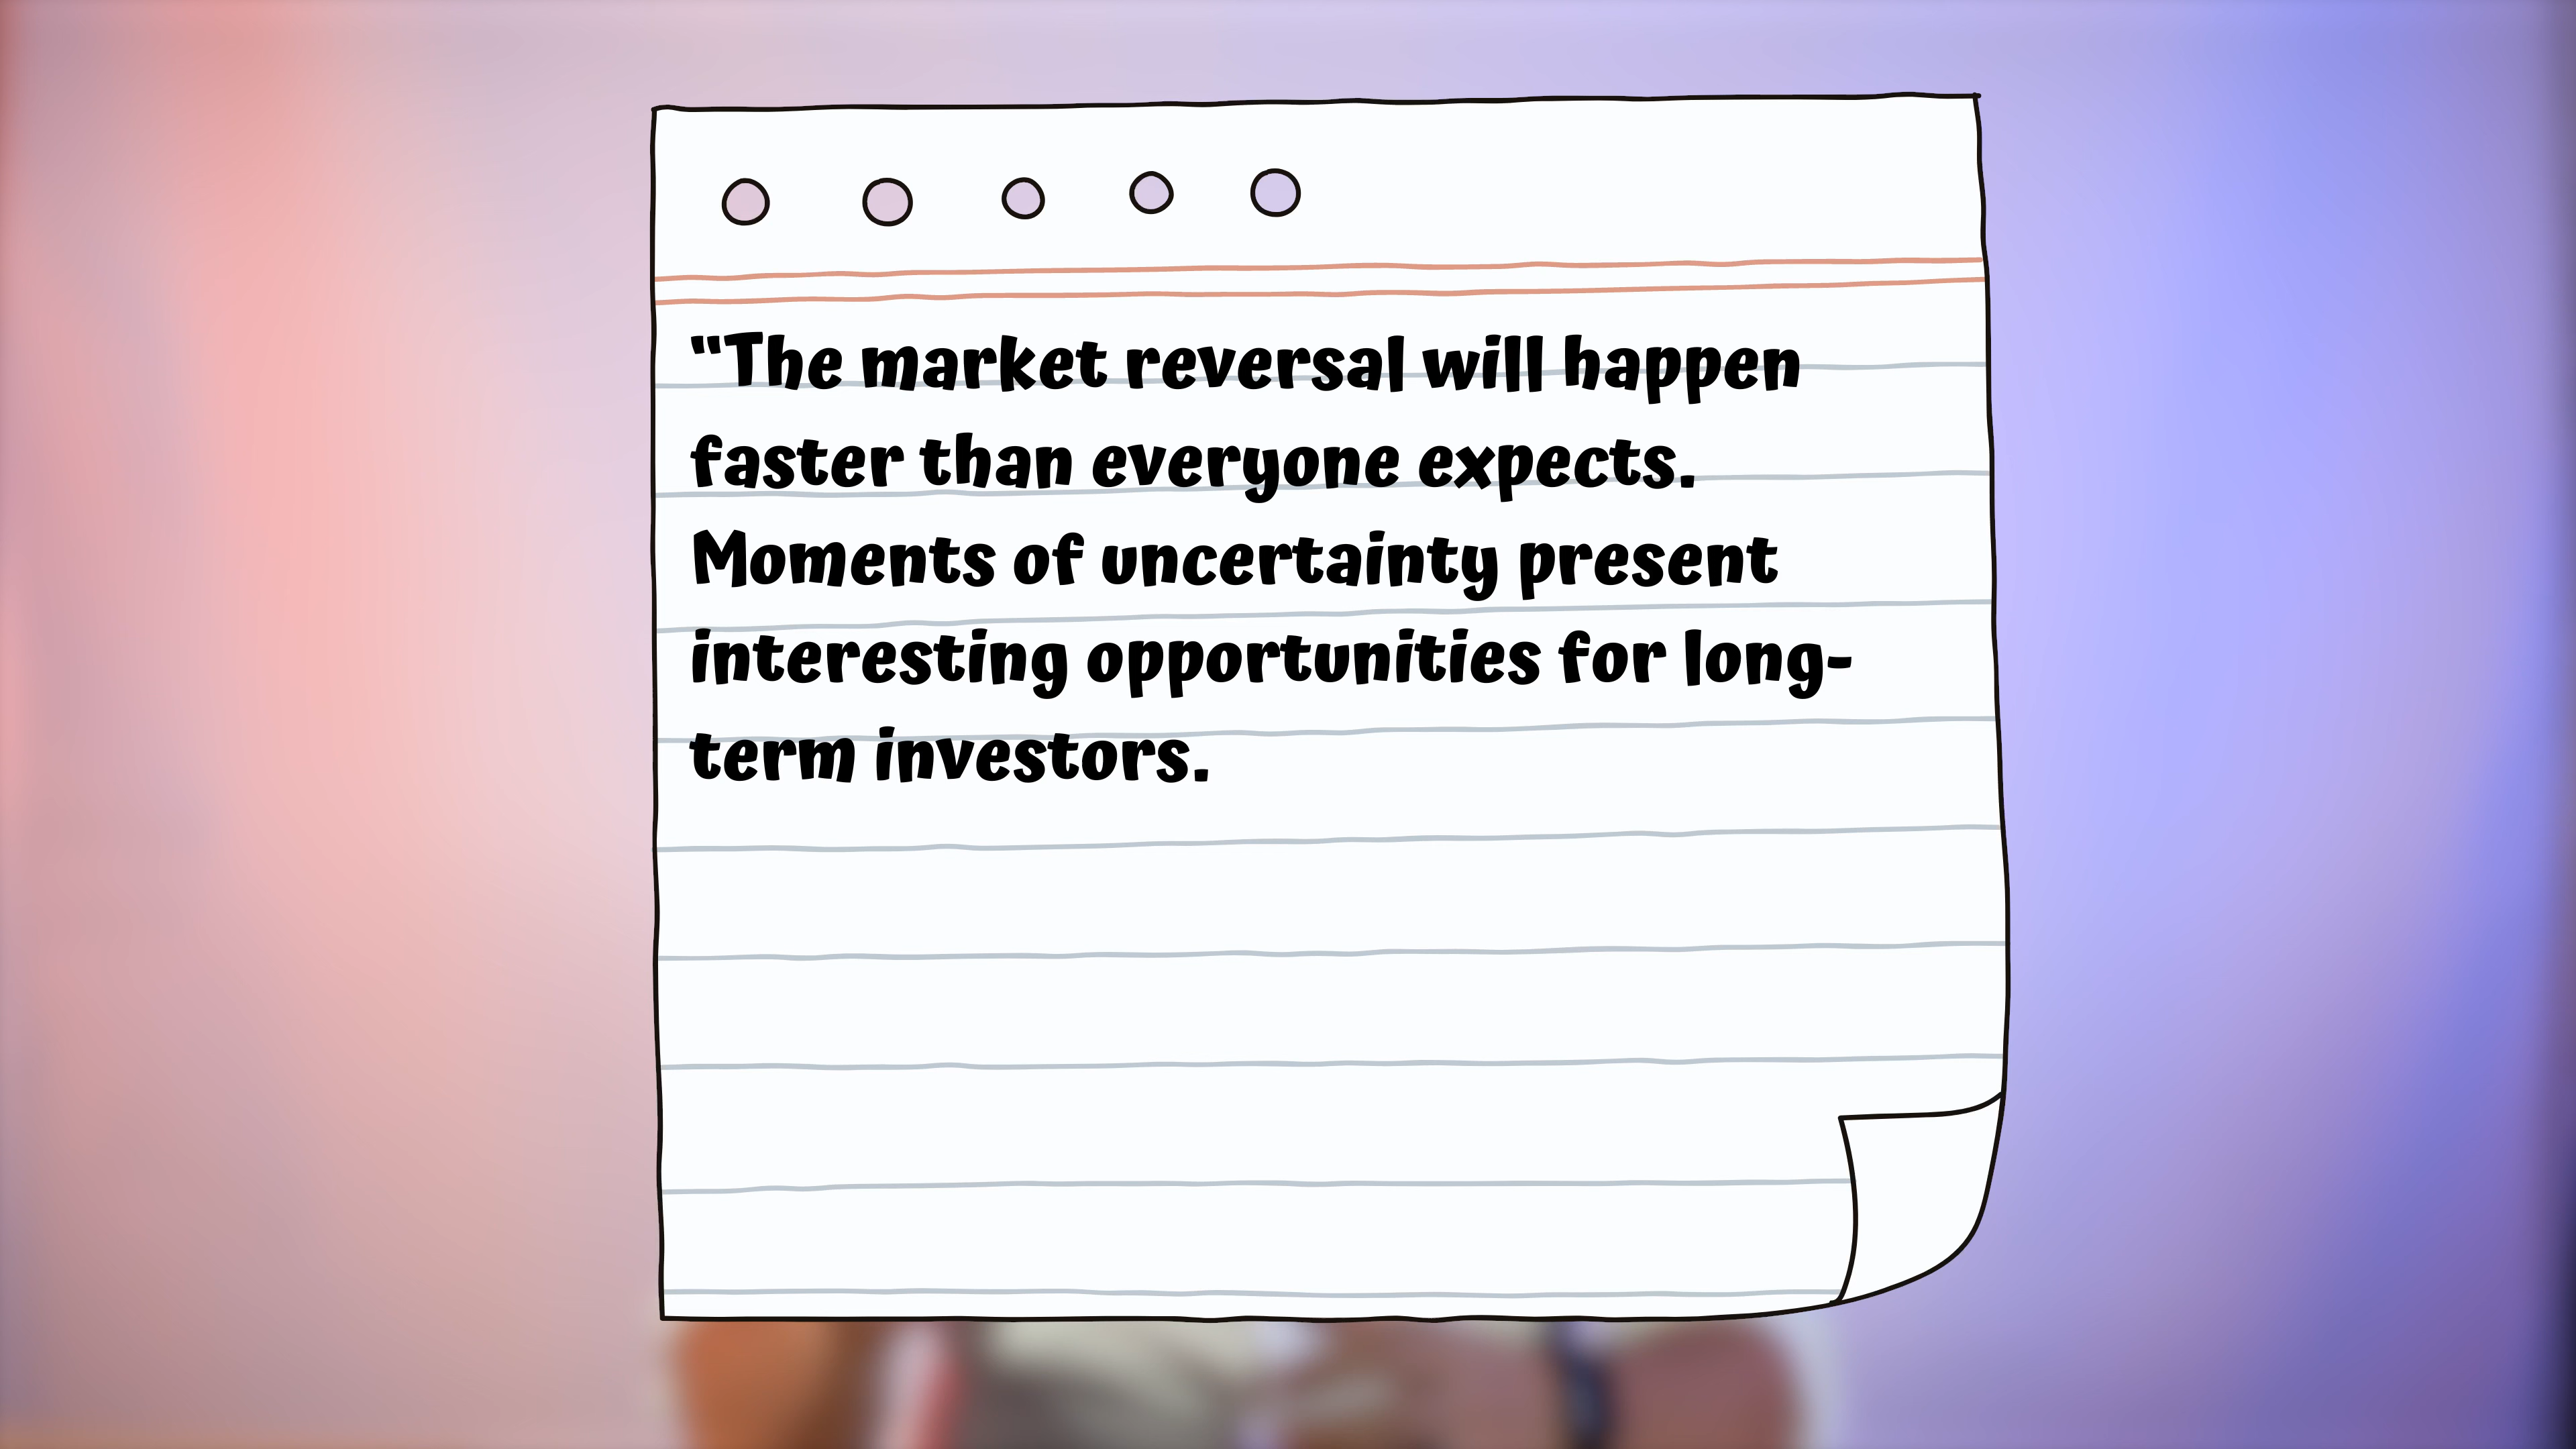 "The market reversal will happen
faster than everyone expects.
Moments of uncertainty present
interesting opportunities for long-
term investors.